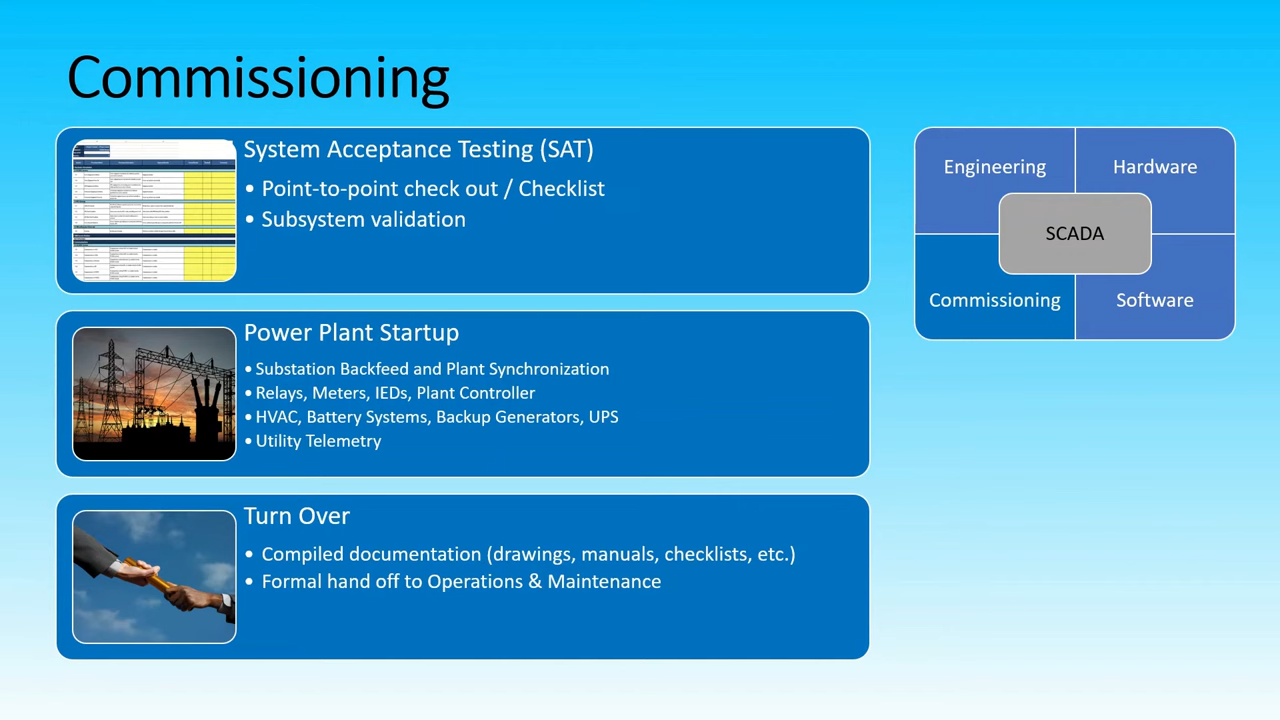 Commissioning
System Acceptance Testing (SAT)
• Point-to-point check out / Checklist
• Subsystem validation
Power Plant Startup
• Substation Backfeed and Plant Synchronization
• Relays, Meters, IEDs, Plant Controller
• HVAC, Battery Systems, Backup Generators, UPS
• Utility Telemetry
Turn Over
• Compiled documentation (drawings, manuals, checklists, etc.)
• Formal hand off to Operations & Maintenance
Engineering
Hardware
SCADA
Commissioning
Software